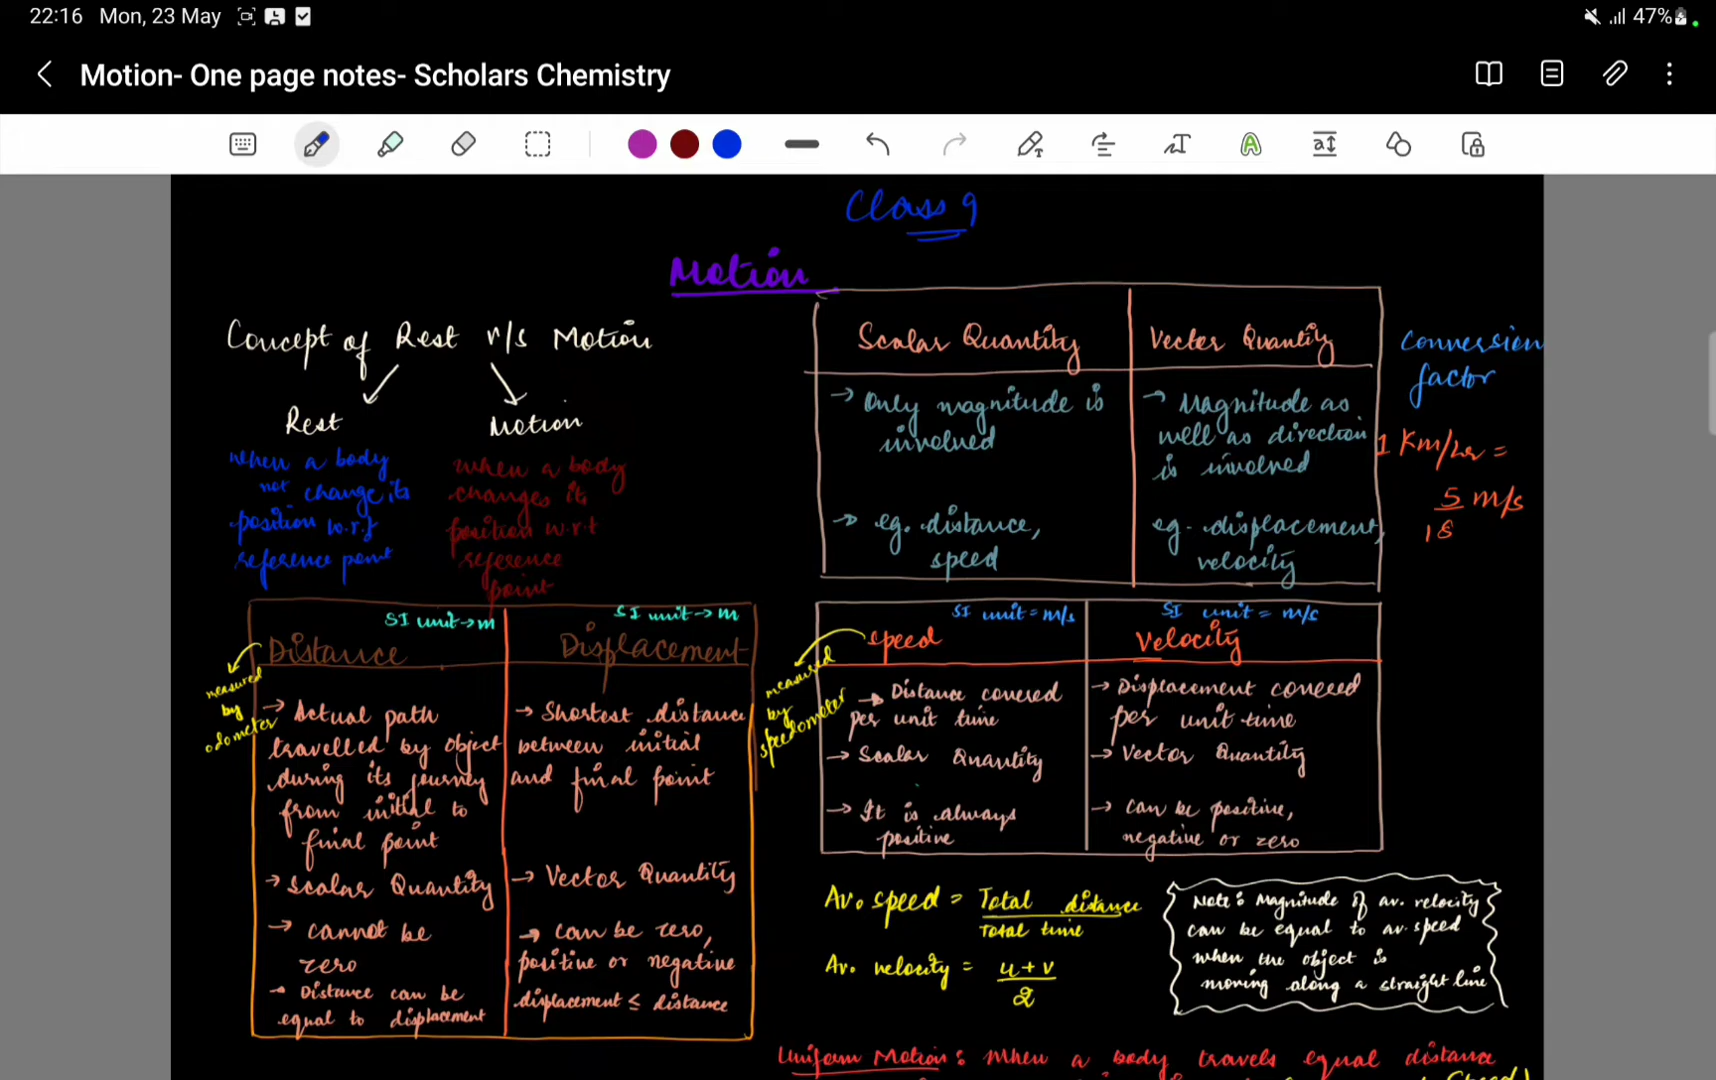 22:16 Mon, 23 May
47%
Motion- One page notes- Scholars Chemistry
Class 9
Motion
Concept of Rest v/s Motion
Rest
when a body
not change its
position w.r.t
reference point
Motion
when a body
changes its
position w.r.t
reference
point
Scalar Quantity
→ Only magnitude is
involved
→ eg. distance,
speed
Vector Quantity
→ Magnitude as
well as direction
is involved
eg. displacement,
velocity
Conversion
factor
1 Km/hr =
5 m/s
18
SI unit → m
Distance
measured
by
odometer
→ Actual path
travelled by object
during its journey
from initial to
final point
→ Scalar Quantity
→ cannot be
zero
→ Distance can be
equal to displacement
SI unit → m
Displacement
→ Shortest distance
between initial
and final point
→ Vector Quantity
→ can be zero,
positive or negative
displacement ≤ distance
SI unit = m/s
speed
measured
by
speedometer
→ Distance covered
per unit time
→ Scalar Quantity
→ It is always
positive
SI unit = m/s
Velocity
→ Displacement covered
per unit time
→ Vector Quantity
→ can be positive,
negative or zero
Av. speed = Total distance
Total time
Av. velocity = u+v
2
Note: Magnitude of av. velocity
can be equal to av. speed
when the object is
moving along a straight line
Uniform Motion: When a body travels equal distance